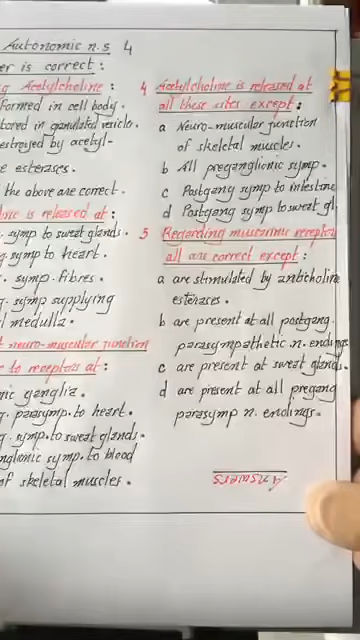 Autonomic n.s 4
er is correct:
g Acetylcholine:
Formed in cell body.
tored in granulated vesicle.
estroyed by acetyl-
e esterases.
the above are correct.
ine is released at:
. symp to sweat glands.
g. symp to heart.
. symp. fibres.
g. symp supplying
l medulla.
t neuro-muscular junction
e to receptors at:
nic ganglia.
g. parasymp. to heart.
g. symp. to sweat glands.
nglionic symp. to blood
of skeletal muscles.
4 Acetylcholine is released at
all these sites except:
a Neuro-muscular junction
of skeletal muscles.
b All preganglionic symp.
c Postgang symp to intestine
d Postgang symp to sweat gl.
5 Regarding muscarinic receptor
all are correct except:
a are stimulated by anticholine
esterases.
b are present at all postgang.
parasympathetic n. endings
c are present at sweat glands.
d are present at all pregang
parasymp n. endings.
Answers